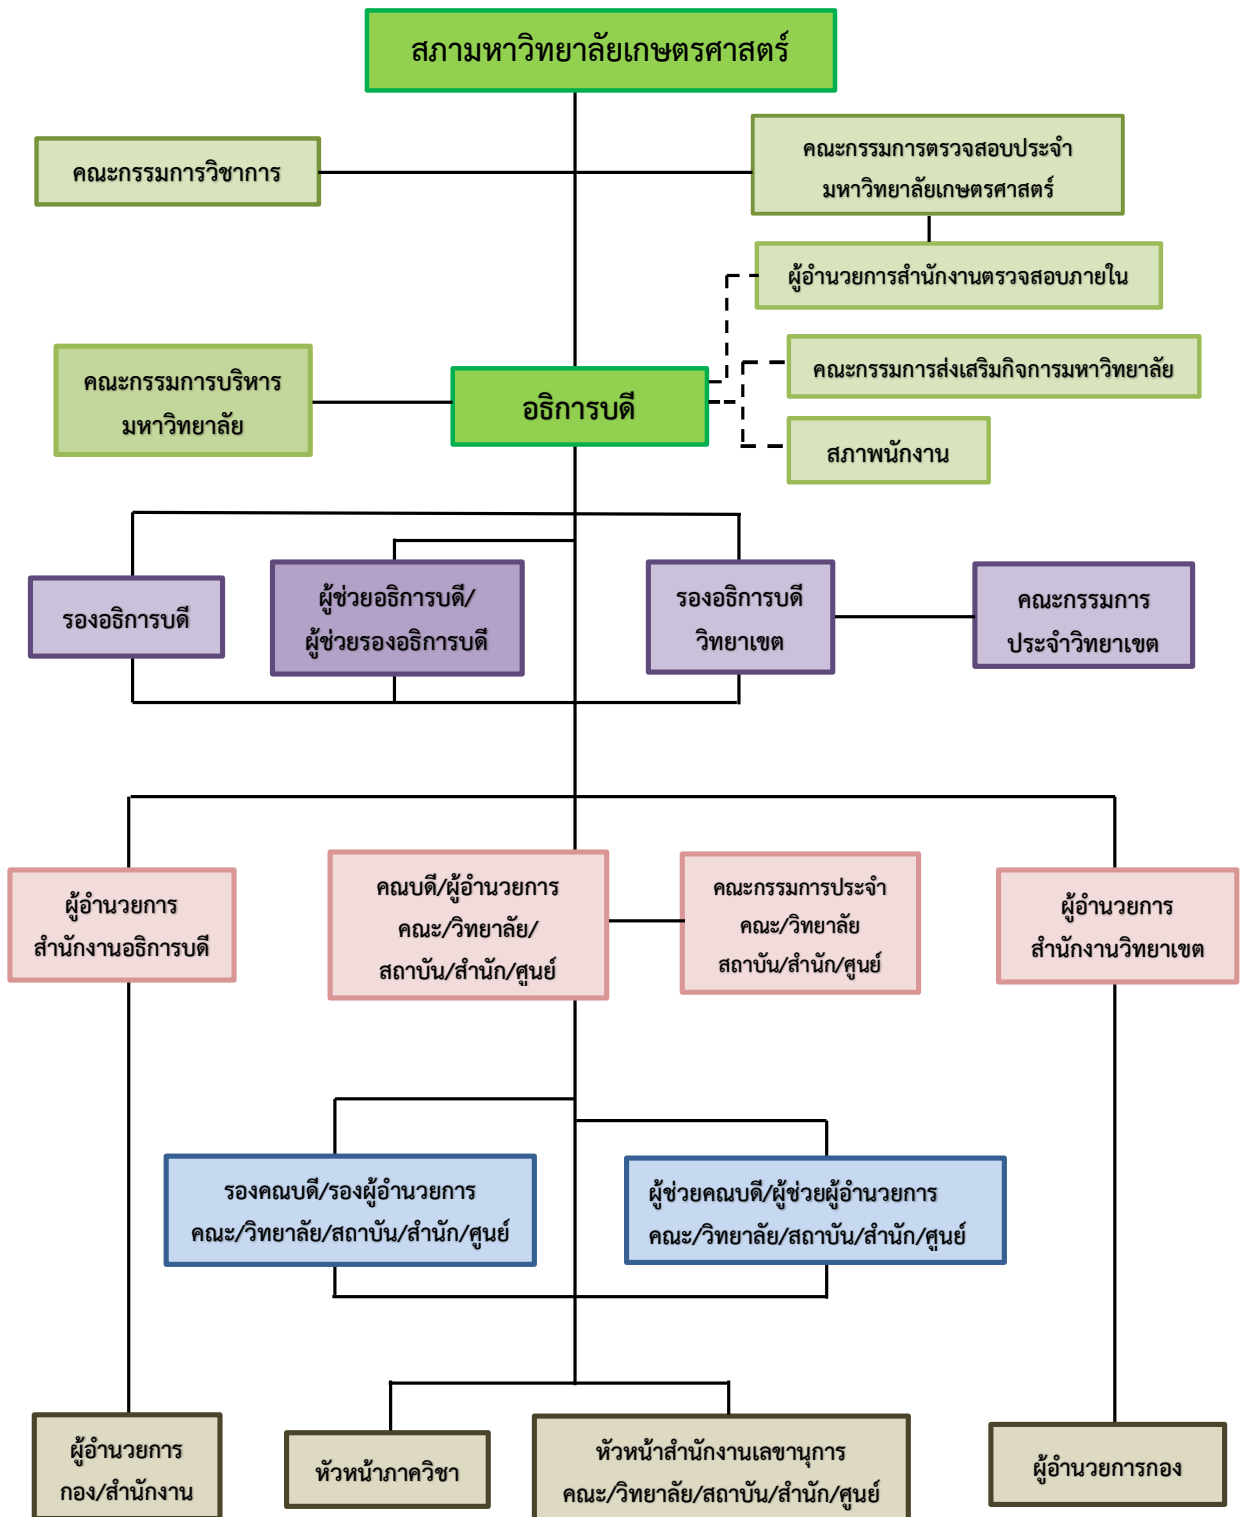 สภามหาวิทยาลัยเกษตรศาสตร์
คณะกรรมการวิชาการ
คณะกรรมการตรวจสอบประจำ
มหาวิทยาลัยเกษตรศาสตร์
ผู้อำนวยการสำนักงานตรวจสอบภายใน
คณะกรรมการบริหาร
มหาวิทยาลัย
อธิการบดี
คณะกรรมการส่งเสริมกิจการมหาวิทยาลัย
สภาพนักงาน
รองอธิการบดี
ผู้ช่วยอธิการบดี/
ผู้ช่วยรองอธิการบดี
รองอธิการบดี
วิทยาเขต
คณะกรรมการ
ประจำวิทยาเขต
ผู้อำนวยการ
สำนักงานอธิการบดี
คณบดี/ผู้อำนวยการ
คณะ/วิทยาลัย/
สถาบัน/สำนัก/ศูนย์
คณะกรรมการประจำ
คณะ/วิทยาลัย
สถาบัน/สำนัก/ศูนย์
ผู้อำนวยการ
สำนักงานวิทยาเขต
รองคณบดี/รองผู้อำนวยการ
คณะ/วิทยาลัย/สถาบัน/สำนัก/ศูนย์
ผู้ช่วยคณบดี/ผู้ช่วยผู้อำนวยการ
คณะ/วิทยาลัย/สถาบัน/สำนัก/ศูนย์
ผู้อำนวยการ
กอง/สำนักงาน
หัวหน้าภาควิชา
หัวหน้าสำนักงานเลขานุการ
คณะ/วิทยาลัย/สถาบัน/สำนัก/ศูนย์
ผู้อำนวยการกอง